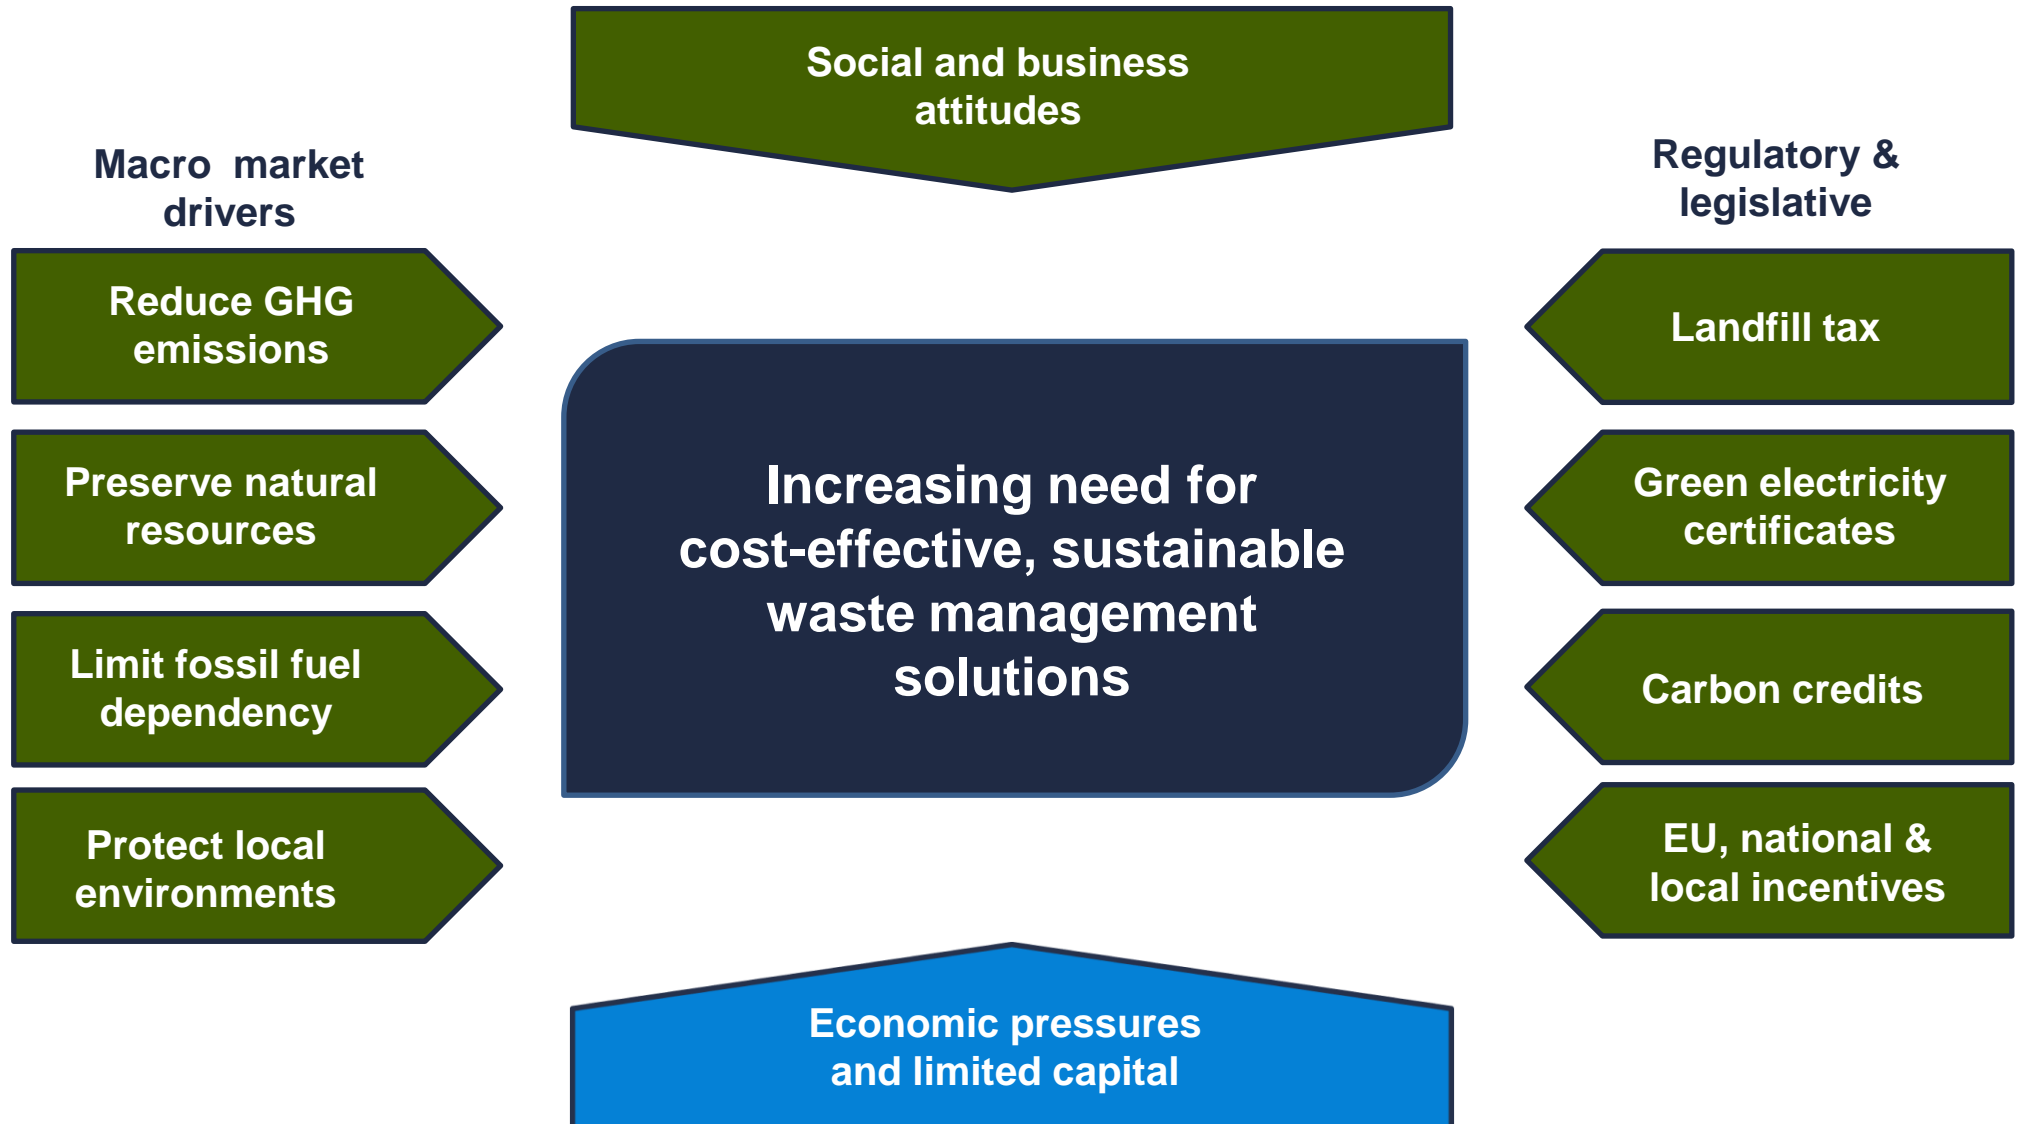 Social and business
attitudes
Macro market
drivers
Reduce GHG
emissions
Preserve natural
resources
Limit fossil fuel
dependency
Protect local
environments
Increasing need for
cost-effective, sustainable
waste management
solutions
Regulatory &
legislative
Landfill tax
Green electricity
certificates
Carbon credits
EU, national &
local incentives
Economic pressures
and limited capital